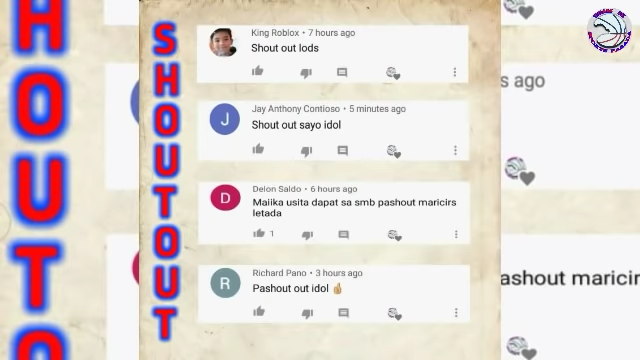 SHOUTOUT
King Roblox • 7 hours ago
Shout out lods
Jay Anthony Contioso • 5 minutes ago
Shout out sayo idol
J
Delon Saldo • 6 hours ago
Maiika usita dapat sa smb pashout maricirs
letada
D
1
Richard Pano • 3 hours ago
Pashout out idol 👍
R
H
O
U
T
O
s ago
ashout maricir